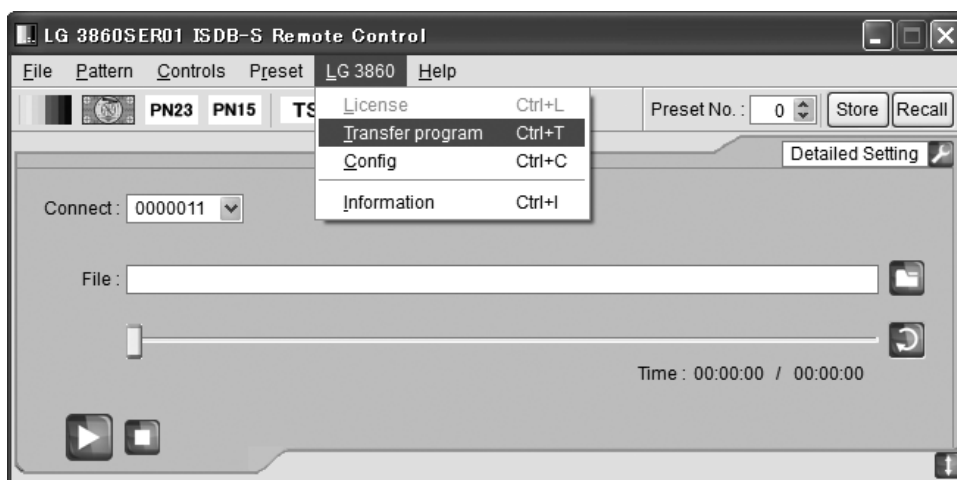 LG 3860SER01 ISDB-S Remote Control
File Pattern Controls Preset LG 3860 Help
PN23 PN15 TS Preset No. : 0 Store Recall
License Ctrl+L
Transfer program Ctrl+T
Config Ctrl+C
Information Ctrl+I
Detailed Setting
Connect : 0000011
File :
Time : 00:00:00 / 00:00:00